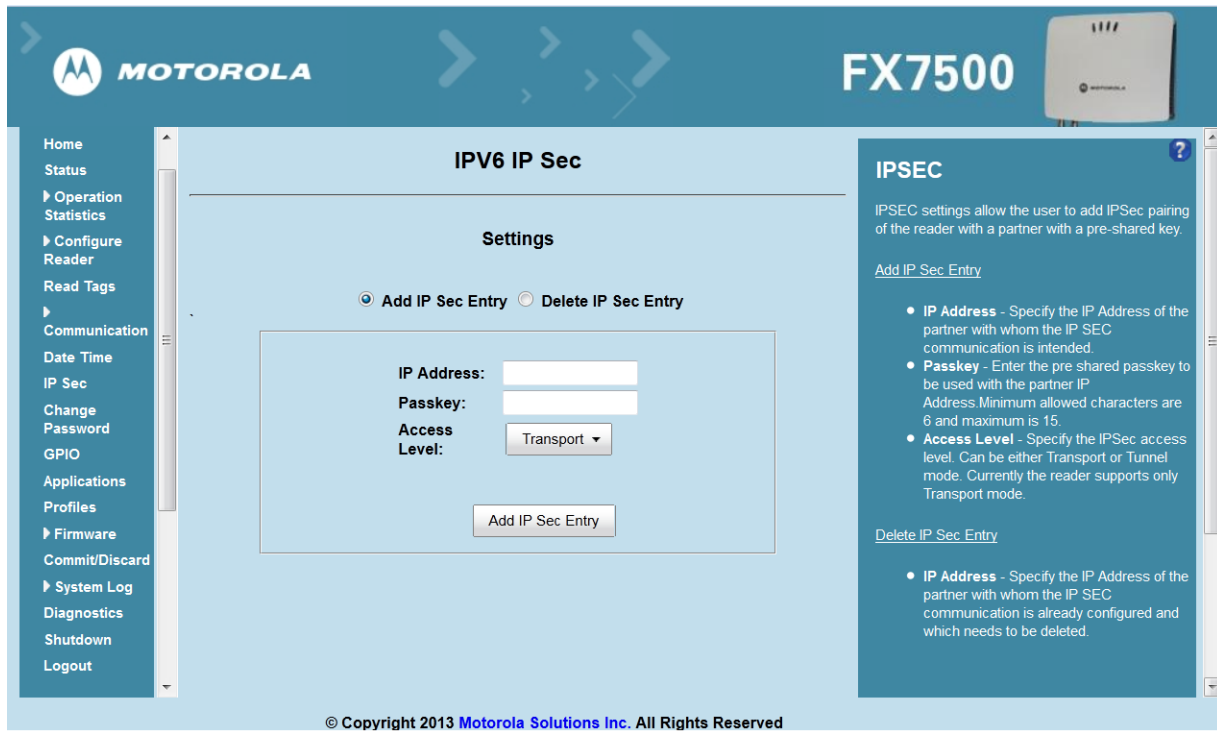 MOTOROLA
FX7500
MOTOROLA
Home
Status
Operation
Statistics
Configure
Reader
Read Tags
Communication
Date Time
IP Sec
Change
Password
GPIO
Applications
Profiles
Firmware
Commit/Discard
System Log
Diagnostics
Shutdown
Logout
IPV6 IP Sec
Settings
Add IP Sec Entry Delete IP Sec Entry
IP Address:
Passkey:
Access
Level:
Transport
Add IP Sec Entry
?
IPSEC
IPSEC settings allow the user to add IPSec pairing
of the reader with a partner with a pre-shared key.
Add IP Sec Entry
• IP Address - Specify the IP Address of the
partner with whom the IP SEC
communication is intended.
• Passkey - Enter the pre shared passkey to
be used with the partner IP
Address.Minimum allowed characters are
6 and maximum is 15.
• Access Level - Specify the IPSec access
level. Can be either Transport or Tunnel
mode. Currently the reader supports only
Transport mode.
Delete IP Sec Entry
• IP Address - Specify the IP Address of the
partner with whom the IP SEC
communication is already configured and
which needs to be deleted.
© Copyright 2013 Motorola Solutions Inc. All Rights Reserved